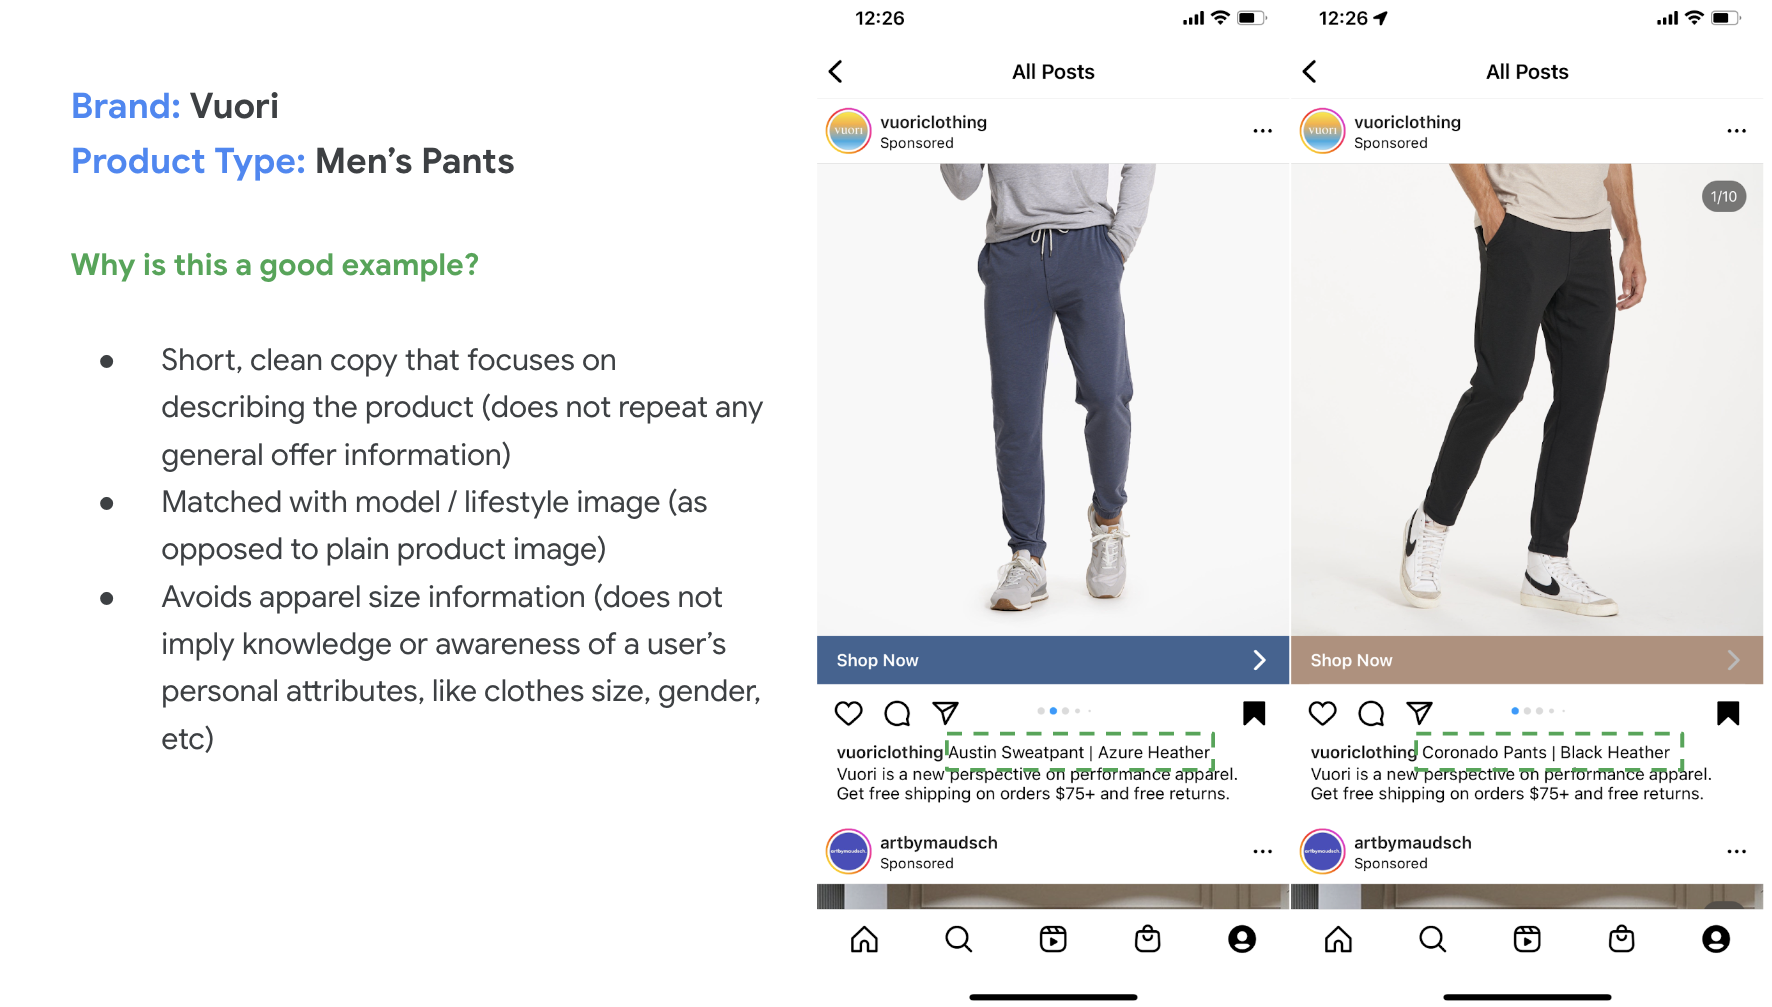 Brand: Vuori
Product Type: Men's Pants
Why is this a good example?
● Short, clean copy that focuses on
describing the product (does not repeat any
general offer information)
● Matched with model / lifestyle image (as
opposed to plain product image)
● Avoids apparel size information (does not
imply knowledge or awareness of a user's
personal attributes, like clothes size, gender,
etc)
12:26
All Posts
vuori
vuoriclothing
Sponsored
Shop Now
vuoriclothing Austin Sweatpant | Azure Heather
Vuori is a new perspective on performance apparel.
Get free shipping on orders $75+ and free returns.
artbymaudsch.
artbymaudsch
Sponsored
12:26
All Posts
vuori
vuoriclothing
Sponsored
1/10
Shop Now
vuoriclothing Coronado Pants | Black Heather
Vuori is a new perspective on performance apparel.
Get free shipping on orders $75+ and free returns.
artbymaudsch.
artbymaudsch
Sponsored